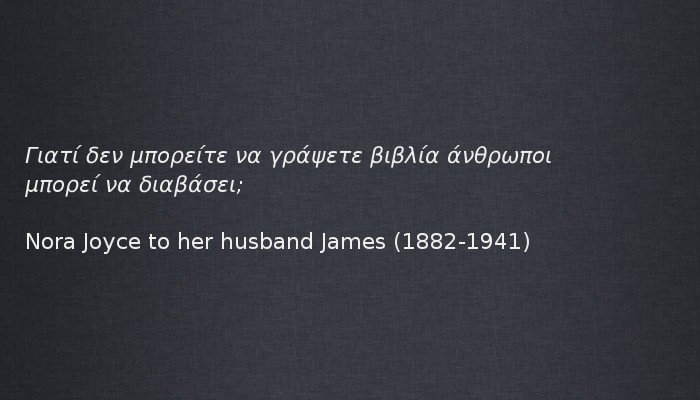 Γιατί δεν μπορείτε να γράψετε βιβλία άνθρωποι
μπορεί να διαβάσει;
Nora Joyce to her husband James (1882-1941)